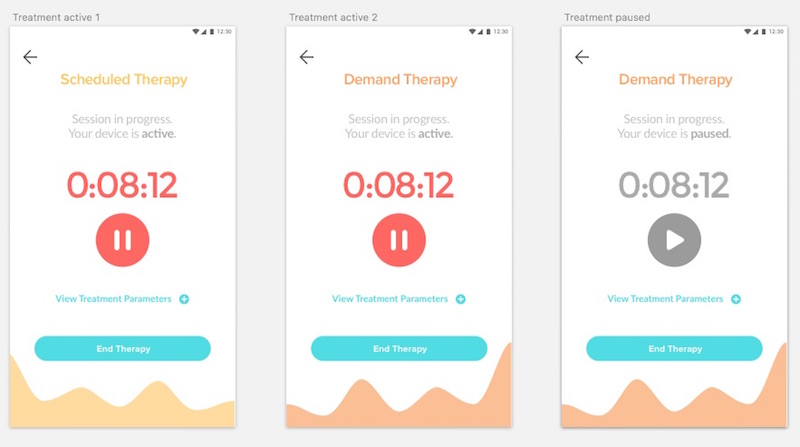 Treatment active 1
12:30
Scheduled Therapy
Session in progress.
Your device is active.
0:08:12
View Treatment Parameters
End Therapy
Treatment active 2
12:30
Demand Therapy
Session in progress.
Your device is active.
0:08:12
View Treatment Parameters
End Therapy
Treatment paused
12:30
Demand Therapy
Session in progress.
Your device is paused.
0:08:12
View Treatment Parameters
End Therapy